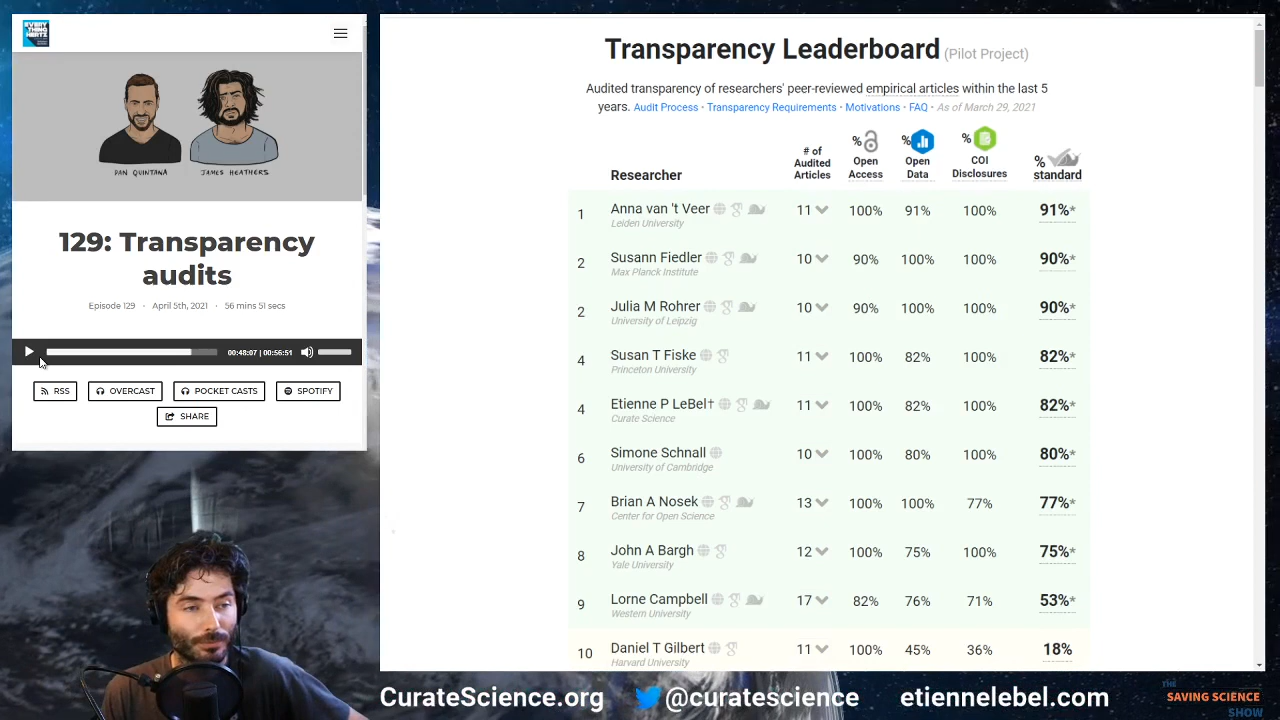 EVERY
THING
HERTZ
DAN QUINTANA
JAMES HEATHERS
129: Transparency
audits
Episode 129 • April 5th, 2021 • 56 mins 51 secs
00:48:07 | 00:56:51
RSS
OVERCAST
POCKET CASTS
SPOTIFY
SHARE
Transparency Leaderboard (Pilot Project)
Audited transparency of researchers' peer-reviewed empirical articles within the last 5
years. Audit Process · Transparency Requirements · Motivations · FAQ · As of March 29, 2021
Researcher
# of
Audited
Articles
%
Open
Access
%
Open
Data
%
COI
Disclosures
%
standard
1 Anna van 't Veer 11 100% 91% 100% 91%*
Leiden University
2 Susann Fiedler 10 90% 100% 100% 90%*
Max Planck Institute
2 Julia M Rohrer 10 90% 100% 100% 90%*
University of Leipzig
4 Susan T Fiske 11 100% 82% 100% 82%*
Princeton University
4 Etienne P LeBel† 11 100% 82% 100% 82%*
Curate Science
6 Simone Schnall 10 100% 80% 100% 80%*
University of Cambridge
7 Brian A Nosek 13 100% 100% 77% 77%*
Center for Open Science
8 John A Bargh 12 100% 75% 100% 75%*
Yale University
9 Lorne Campbell 17 82% 76% 71% 53%*
Western University
10 Daniel T Gilbert 11 100% 45% 36% 18%
Harvard University
CurateScience.org @curatescience etiennelebel.com
THE
SAVING SCIENCE
SHOW